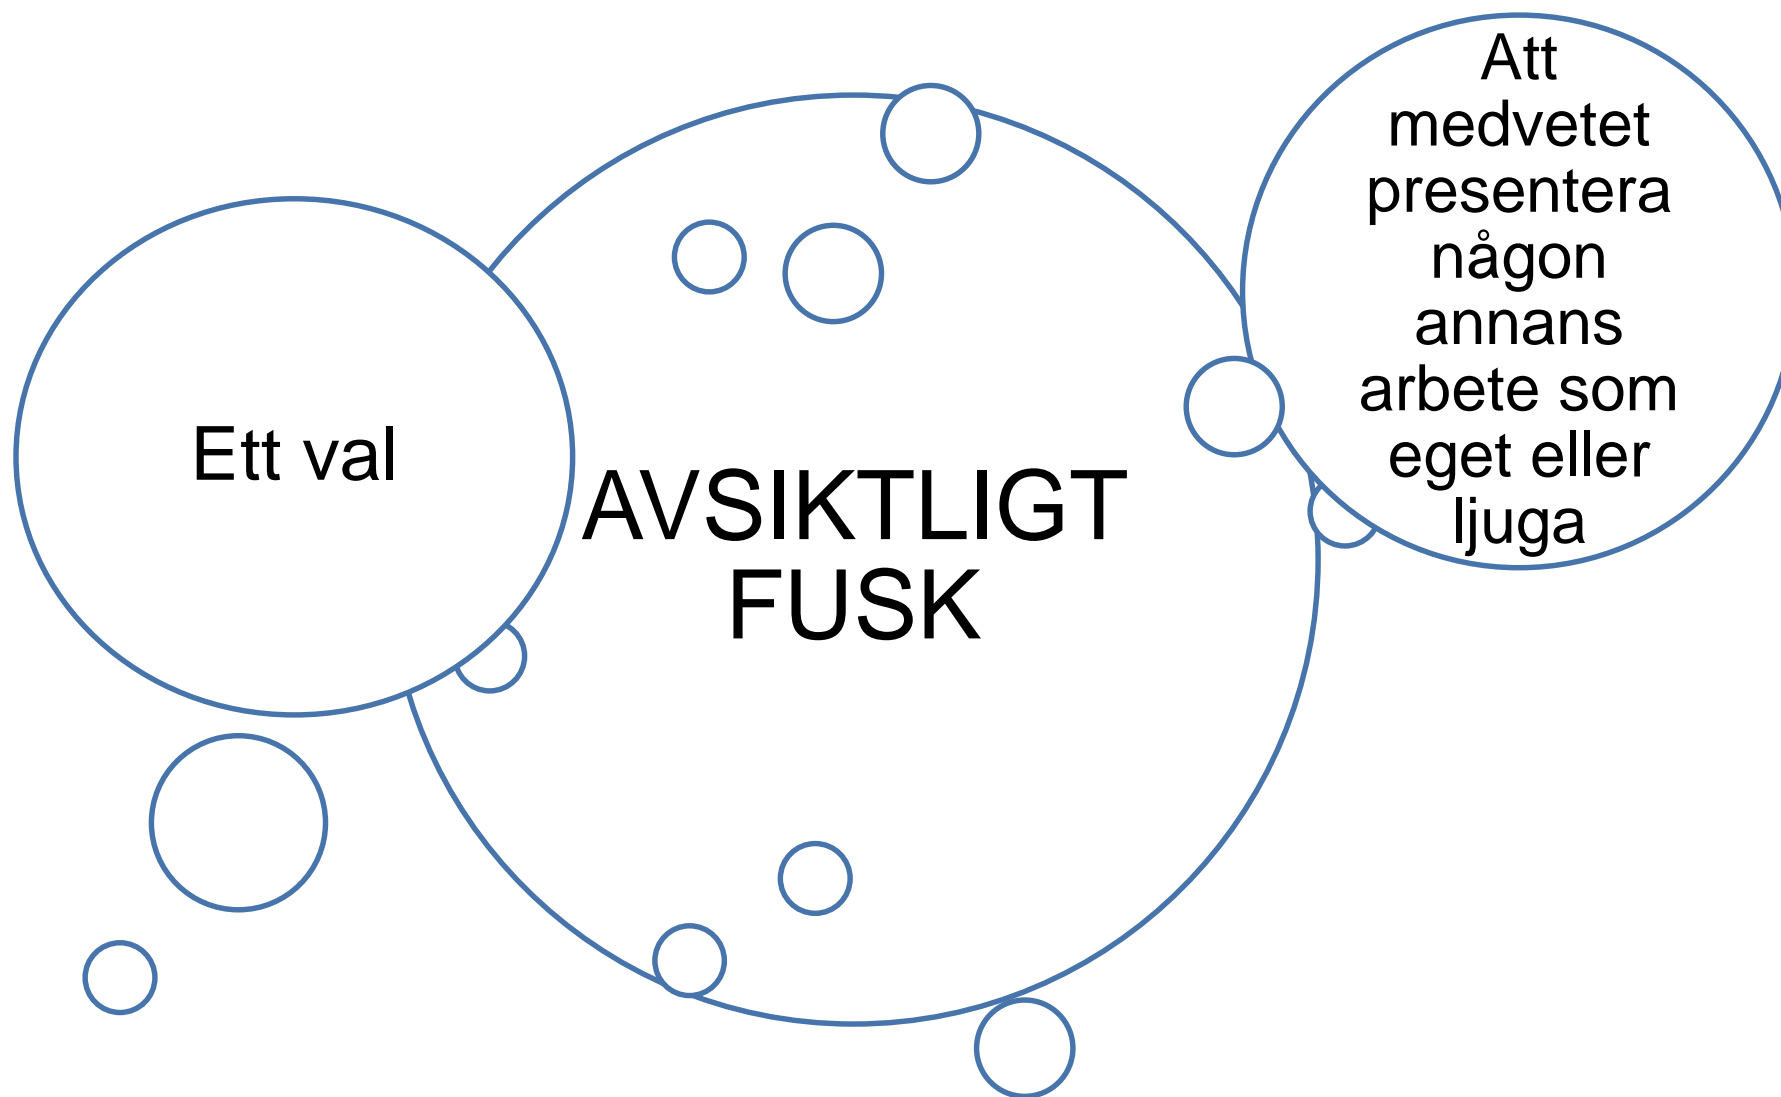 Ett val
AVSIKTLIGT
FUSK
Att
medvetet
presentera
någon
annans
arbete som
eget eller
ljuga